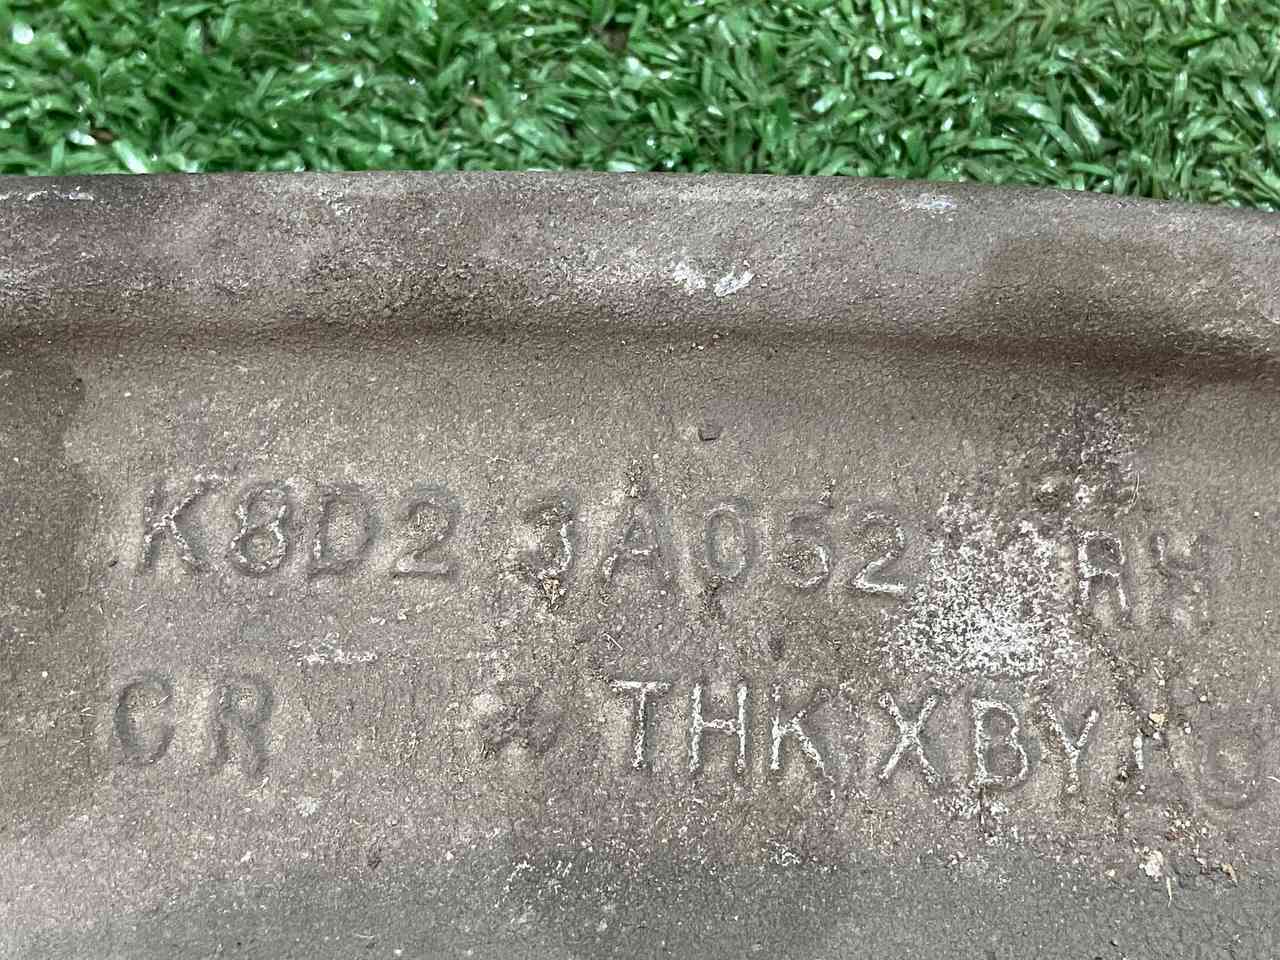 K8D2 3A052 RH
CR THK XBY